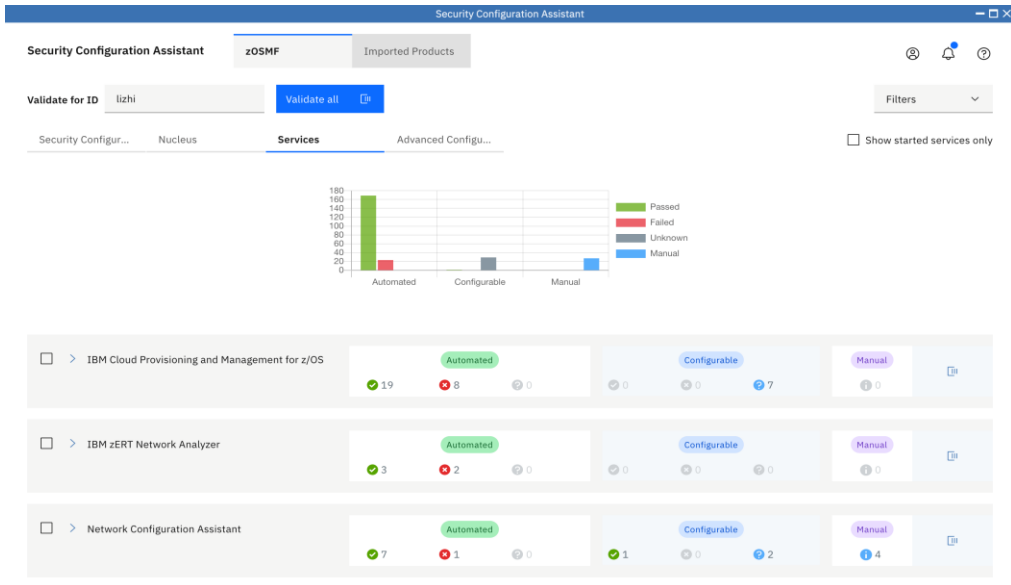 Security Configuration Assistant
Security Configuration Assistant zOSMF Imported Products
Validate for ID lizhi Validate all Filters
Security Configur... Nucleus Services Advanced Configu... Show started services only
180
160
140
120
100
80
60
40
20
0
Automated Configurable Manual
Passed
Failed
Unknown
Manual
IBM Cloud Provisioning and Management for z/OS Automated Configurable Manual
19 8 0 0 0 7 0
IBM zERT Network Analyzer Automated Configurable Manual
3 2 0 0 0 0 0
Network Configuration Assistant Automated Configurable Manual
7 1 0 1 0 2 4